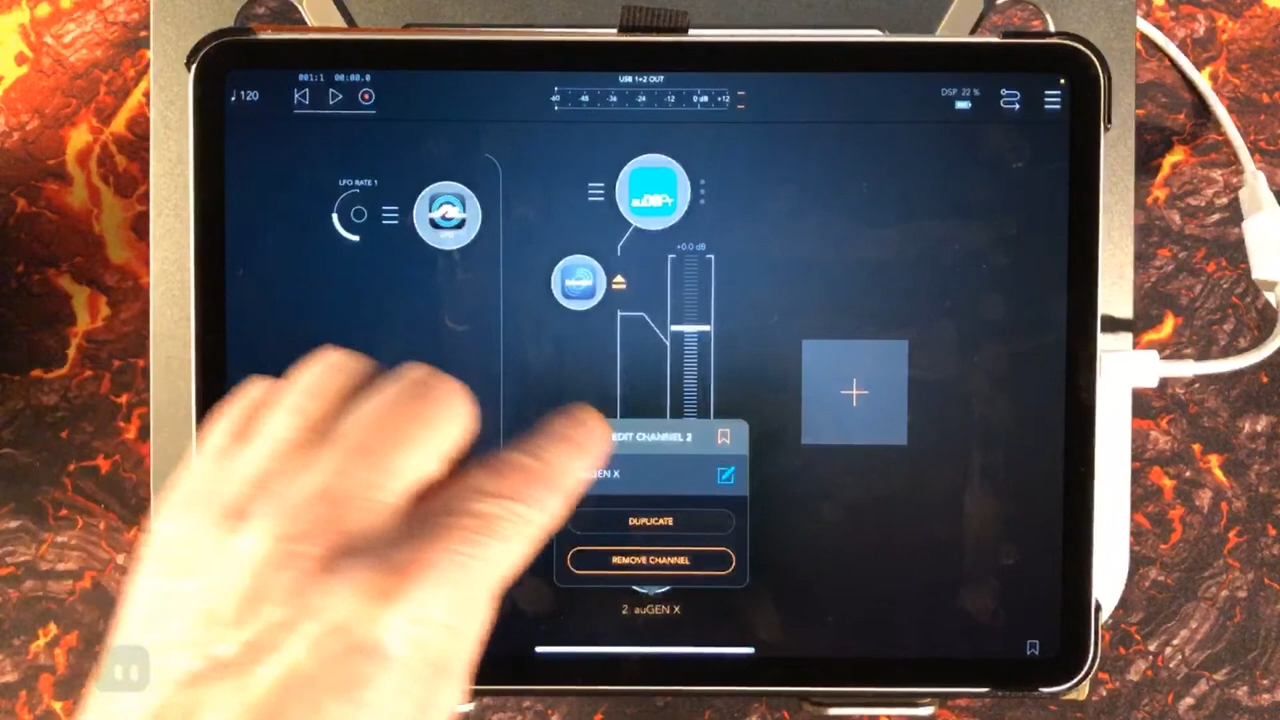 USB 1+2 OUT
001:1 00:00.0
♩120
-60 -48 -36 -24 -12 0 dB +12
DSP 22 %
LFO RATE 1
+0.0 dB
EDIT CHANNEL 2
GEN X
DUPLICATE
REMOVE CHANNEL
2. auGEN X